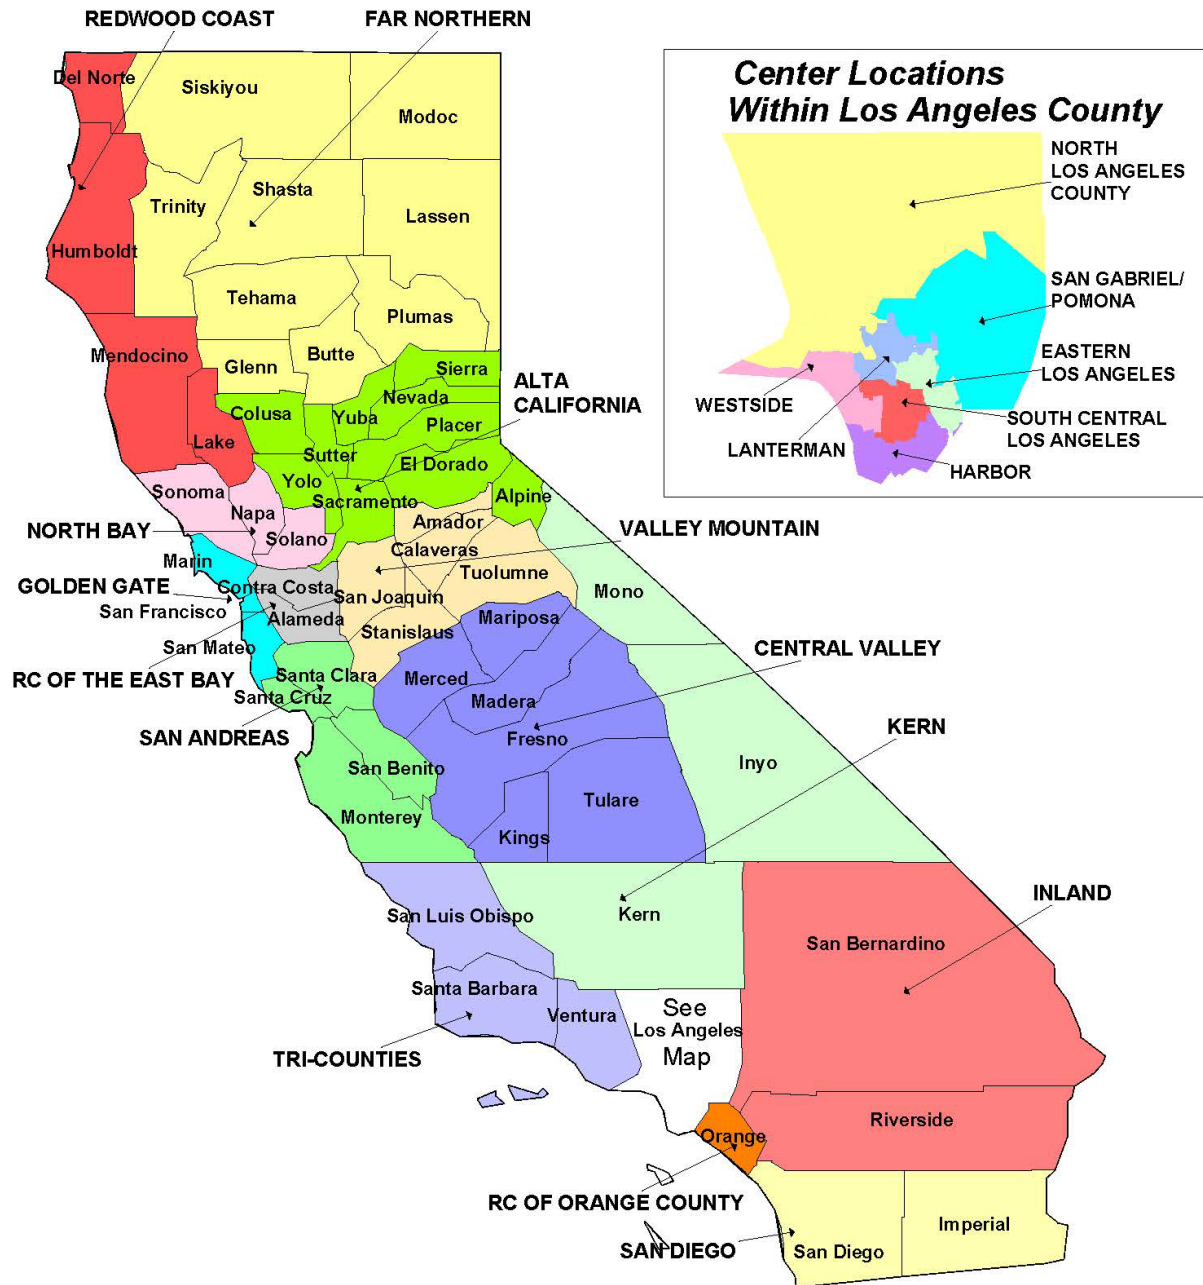 REDWOOD COAST
FAR NORTHERN
Del Norte
Siskiyou
Modoc
Shasta
Trinity
Lassen
Humboldt
Tehama
Plumas
Mendocino
Glenn
Butte
Sierra
Nevada
ALTA
CALIFORNIA
Colusa
Yuba
Placer
Lake
Sutter
El Dorado
Yolo
Sonoma
Sacramento
Alpine
Napa
Amador
NORTH BAY
Solano
VALLEY MOUNTAIN
Calaveras
Marin
Tuolumne
GOLDEN GATE
Contra Costa
Mono
San Francisco
San Joaquin
Alameda
Mariposa
Stanislaus
San Mateo
CENTRAL VALLEY
RC OF THE EAST BAY
Santa Clara
Merced
Santa Cruz
Madera
KERN
SAN ANDREAS
Fresno
San Benito
Inyo
Tulare
Monterey
Kings
INLAND
San Luis Obispo
Kern
San Bernardino
Santa Barbara
Ventura
See
Los Angeles
Map
TRI-COUNTIES
Riverside
Orange
RC OF ORANGE COUNTY
Imperial
SAN DIEGO
San Diego
Center Locations
Within Los Angeles County
NORTH
LOS ANGELES
COUNTY
SAN GABRIEL/
POMONA
EASTERN
LOS ANGELES
WESTSIDE
SOUTH CENTRAL
LOS ANGELES
LANTERMAN
HARBOR